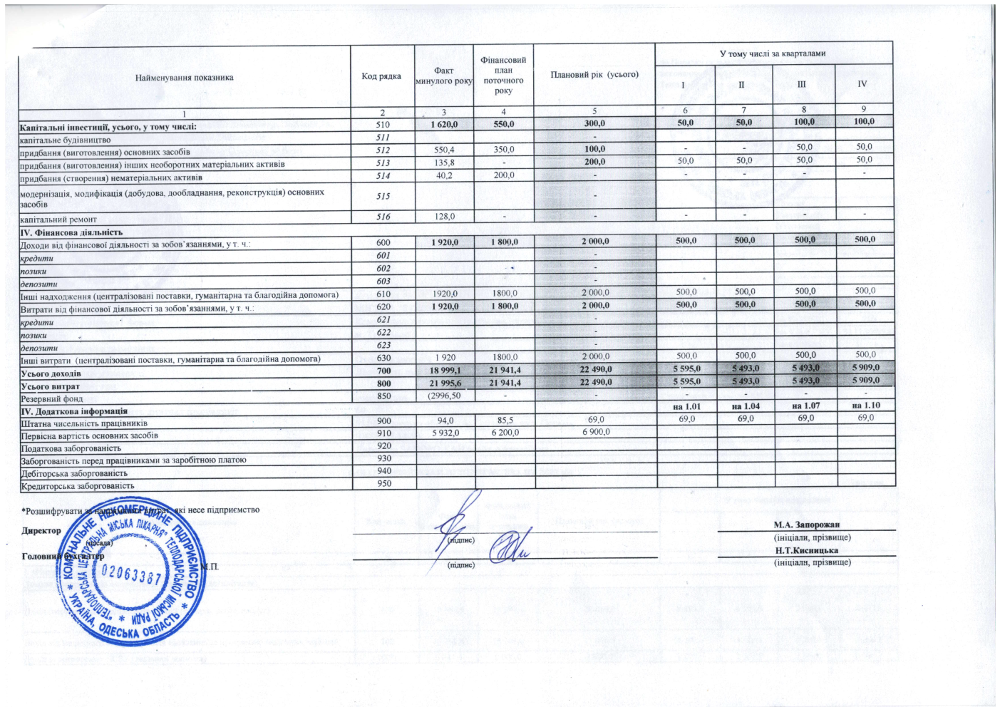 Найменування показника Код рядка Факт минулого року Фінансовий план поточного року Плановий рік (усього) У тому числі за кварталами
I II III IV
1 2 3 4 5 6 7 8 9
Капітальні інвестиції, усього, у тому числі: 510 1 620,0 550,0 300,0 50,0 50,0 100,0 100,0
капітальне будівництво 511 -
придбання (виготовлення) основних засобів 512 550,4 350,0 100,0 - - 50,0 50,0
придбання (виготовлення) інших необоротних матеріальних активів 513 135,8 - 200,0 50,0 50,0 50,0 50,0
придбання (створення) нематеріальних активів 514 40,2 200,0 - - - - -
модернізація, модифікація (добудова, дообладнання, реконструкція) основних засобів 515 -
капітальний ремонт 516 128,0 - - - - - -
IV. Фінансова діяльність
Доходи від фінансової діяльності за зобов’язаннями, у т. ч.: 600 1 920,0 1 800,0 2 000,0 500,0 500,0 500,0 500,0
кредити 601 -
позики 602 -
депозити 603 -
Інші надходження (централізовані поставки, гуманітарна та благодійна допомога) 610 1920,0 1800,0 2 000,0 500,0 500,0 500,0 500,0
Витрати від фінансової діяльності за зобов’язаннями, у т. ч.: 620 1 920,0 1 800,0 2 000,0 500,0 500,0 500,0 500,0
кредити 621 -
позики 622 -
депозити 623 -
Інші витрати (централізовані поставки, гуманітарна та благодійна допомога) 630 1 920 1800,0 2 000,0 500,0 500,0 500,0 500,0
Усього доходів 700 18 999,1 21 941,4 22 490,0 5 595,0 5 493,0 5 493,0 5 909,0
Усього витрат 800 21 995,6 21 941,4 22 490,0 5 595,0 5 493,0 5 493,0 5 909,0
Резервний фонд 850 (2996,50 - - - - - -
IV. Додаткова інформація на 1.01 на 1.04 на 1.07 на 1.10
Штатна чисельність працівників 900 94,0 85,5 69,0 69,0 69,0 69,0 69,0
Первісна вартість основних засобів 910 5 932,0 6 200,0 6 900,0
Податкова заборгованість 920
Заборгованість перед працівниками за заробітною платою 930
Дебіторська заборгованість 940
Кредиторська заборгованість 950
*Розшифрувати за напрямами витрат, які несе підприємство
Директор М.А. Запорожан
(посада) (підпис) (ініціали, прізвище)
Головний бухгалтер Н.Т.Кисницька
М.П. (підпис) (ініціали, прізвище)
КОМУНАЛЬНЕ НЕКОМЕРЦІЙНЕ ПІДПРИЄМСТВО
* УКРАЇНА, ОДЕСЬКА ОБЛАСТЬ *
"ТЕПЛОДАРСЬКА ЦЕНТРАЛЬНА МІСЬКА ЛІКАРНЯ" ТЕПЛОДАРСЬКОЇ МІСЬКОЇ РАДИ *
02063387